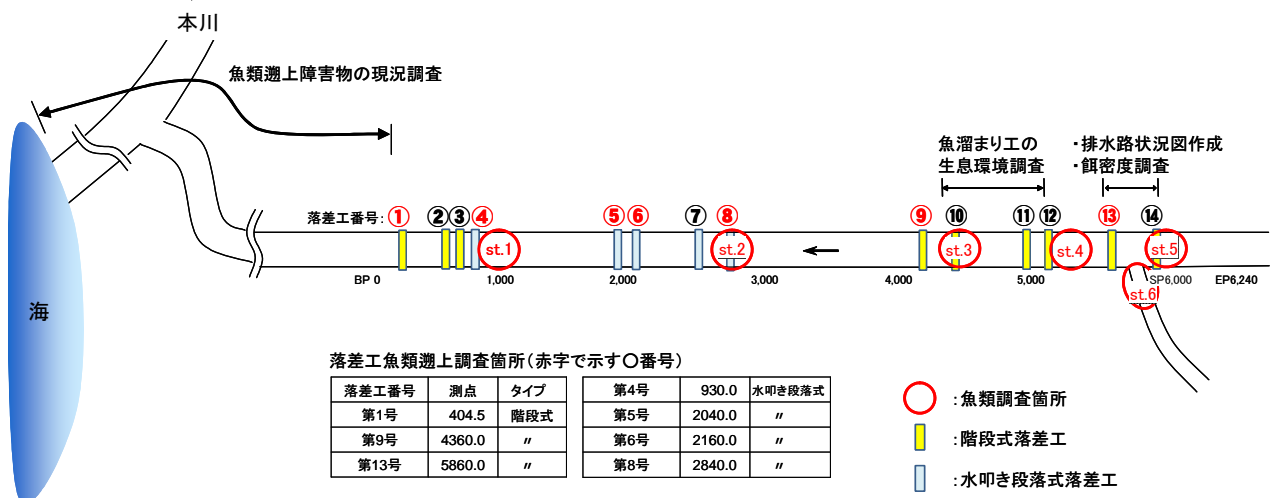 本川
魚類遡上障害物の現況調査
魚溜まり工の
生息環境調査
・排水路状況図作成
・餌密度調査
落差工番号: ① ② ③ ④ ⑤ ⑥ ⑦ ⑧ ⑨ ⑩ ⑪ ⑫ ⑬ ⑭
st.1 st.2 st.3 st.4 st.5
BP 0 1,000 2,000 3,000 4,000 5,000 SP6,000 EP6,240
st.6
海
落差工魚類遡上調査箇所(赤字で示す〇番号)
落差工番号 測点 タイプ 第4号 930.0 水叩き段落式
第1号 404.5 階段式 第5号 2040.0 〃
第9号 4360.0 〃 第6号 2160.0 〃
第13号 5860.0 〃 第8号 2840.0 〃
:魚類調査箇所
:階段式落差工
:水叩き段落式落差工